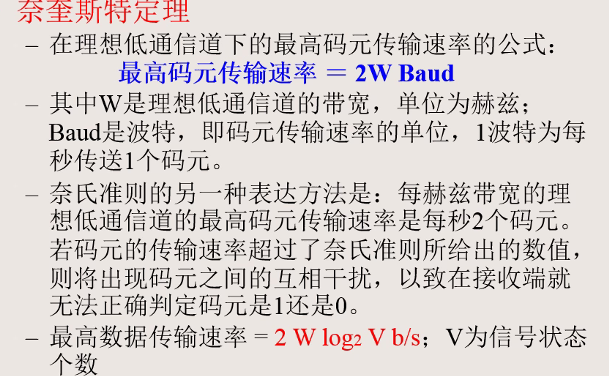 奈奎斯特定理
– 在理想低通信道下的最高码元传输速率的公式：
最高码元传输速率 ＝ 2W Baud
– 其中W是理想低通信道的带宽，单位为赫兹；
Baud是波特，即码元传输速率的单位，1波特为每
秒传送1个码元。
– 奈氏准则的另一种表达方法是：每赫兹带宽的理
想低通信道的最高码元传输速率是每秒2个码元。
若码元的传输速率超过了奈氏准则所给出的数值，
则将出现码元之间的互相干扰，以致在接收端就
无法正确判定码元是1还是0。
– 最高数据传输速率 = 2 W log2 V b/s；V为信号状态
个数